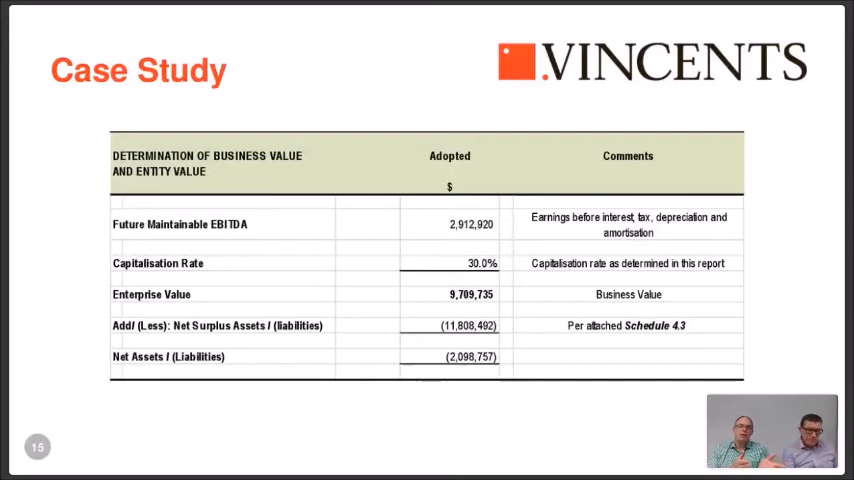 Case Study
.VINCENTS
DETERMINATION OF BUSINESS VALUE
AND ENTITY VALUE
Adopted
$
Comments
Future Maintainable EBITDA
2,912,920
Earnings before interest, tax, depreciation and
amortisation
Capitalisation Rate
30.0%
Capitalisation rate as determined in this report
Enterprise Value
9,709,735
Business Value
Add/ (Less): Net Surplus Assets / (liabilities)
(11,808,492)
Per attached Schedule 4.3
Net Assets / (Liabilities)
(2,098,757)
15